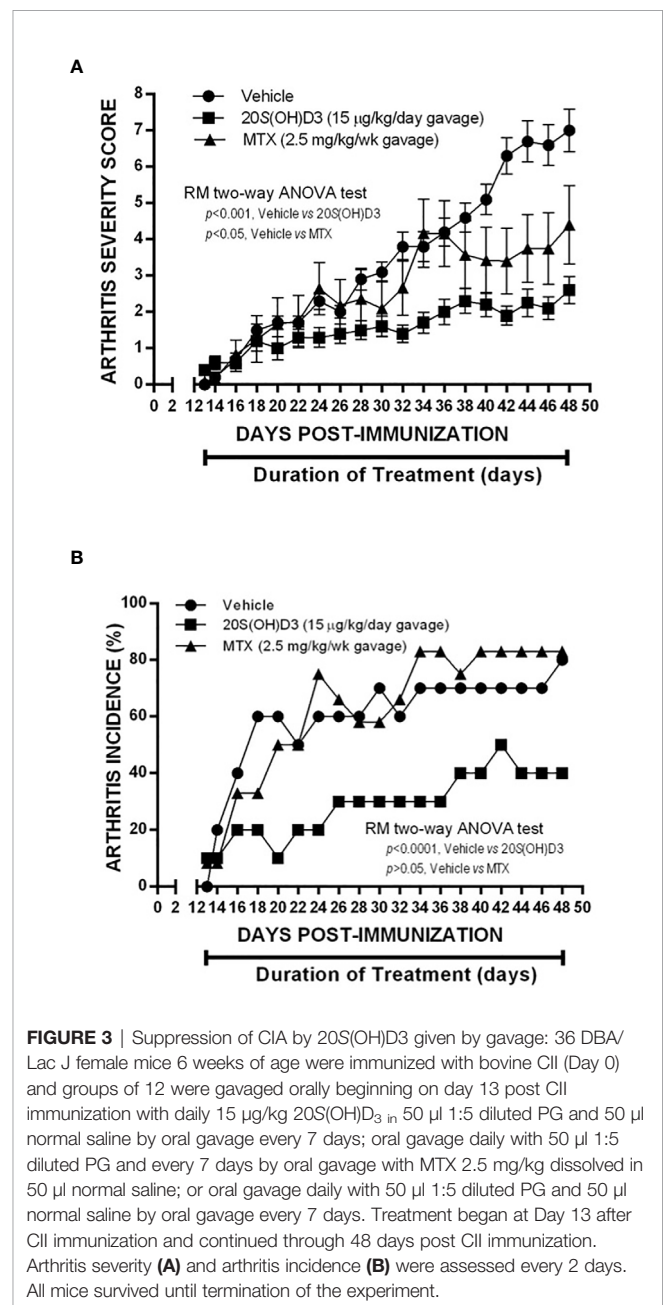 A
ARTHRITIS SEVERITY SCORE
8
7
6
5
4
3
2
1
0
Vehicle
20S(OH)D3 (15 µg/kg/day gavage)
MTX (2.5 mg/kg/wk gavage)
RM two-way ANOVA test
p<0.001, Vehicle vs 20S(OH)D3
p<0.05, Vehicle vs MTX
0 2 12 14 16 18 20 22 24 26 28 30 32 34 36 38 40 42 44 46 48 50
DAYS POST-IMMUNIZATION
Duration of Treatment (days)
B
ARTHRITIS INCIDENCE (%)
100
80
60
40
20
0
Vehicle
20S(OH)D3 (15 µg/kg/day gavage)
MTX (2.5 mg/kg/wk gavage)
RM two-way ANOVA test
p<0.0001, Vehicle vs 20S(OH)D3
p>0.05, Vehicle vs MTX
0 2 12 14 16 18 20 22 24 26 28 30 32 34 36 38 40 42 44 46 48 50
DAYS POST-IMMUNIZATION
Duration of Treatment (days)
FIGURE 3 | Suppression of CIA by 20S(OH)D3 given by gavage: 36 DBA/
Lac J female mice 6 weeks of age were immunized with bovine CII (Day 0)
and groups of 12 were gavaged orally beginning on day 13 post CII
immunization with daily 15 µg/kg 20S(OH)D3 in 50 µl 1:5 diluted PG and 50 µl
normal saline by oral gavage every 7 days; oral gavage daily with 50 µl 1:5
diluted PG and every 7 days by oral gavage with MTX 2.5 mg/kg dissolved in
50 µl normal saline; or oral gavage daily with 50 µl 1:5 diluted PG and 50 µl
normal saline by oral gavage every 7 days. Treatment began at Day 13 after
CII immunization and continued through 48 days post CII immunization.
Arthritis severity (A) and arthritis incidence (B) were assessed every 2 days.
All mice survived until termination of the experiment.